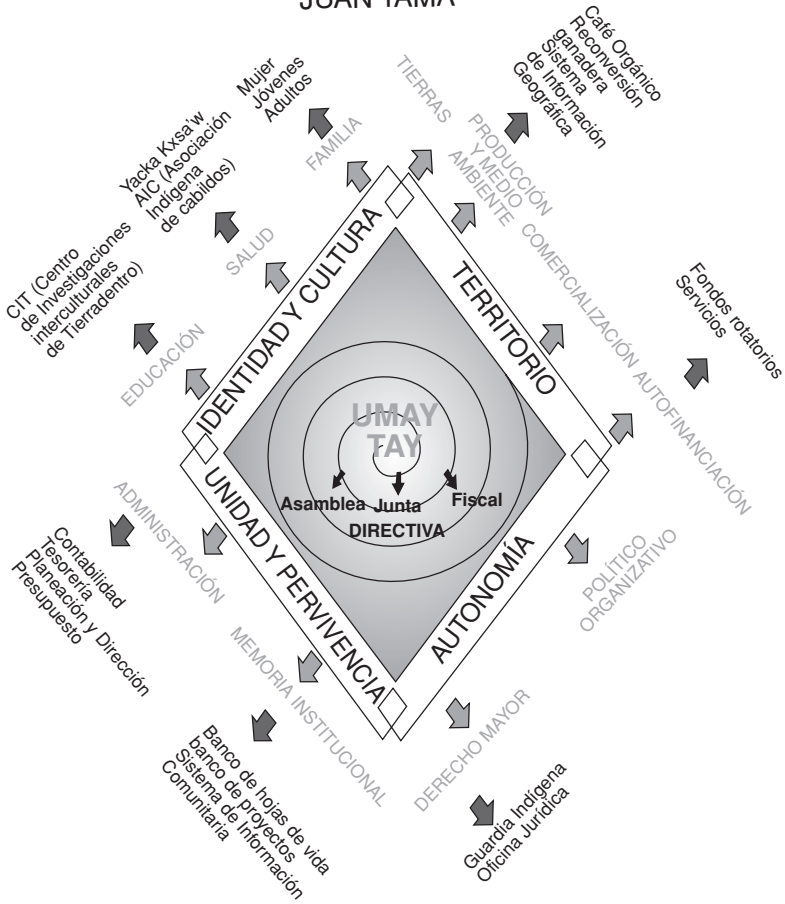 JUAN TAMA
Mujer
Jóvenes
Adultos
FAMILIA
Yacka Kxsa'w
AIC (Asociación
Indígena
de cabildos)
SALUD
CIT (Centro
de Investigaciones
interculturales
de Tierradentro)
EDUCACIÓN
TIERRAS
Café Orgánico
Reconversión
ganadera
Sistema
de Información
Geográfica
PRODUCCIÓN
Y MEDIO
AMBIENTE
COMERCIALIZACIÓN
Fondos rotatorios
Servicios
AUTOFINANCIACIÓN
IDENTIDAD Y CULTURA
TERRITORIO
UMAY
TAY
Asamblea
Junta
Fiscal
DIRECTIVA
UNIDAD Y PERVIVENCIA
AUTONOMÍA
ADMINISTRACIÓN
Contabilidad
Tesorería
Planeación y Dirección
Presupuesto
MEMORIA INSTITUCIONAL
Banco de hojas de vida
banco de proyectos
Sistema de Información
Comunitaria
POLÍTICO
ORGANIZATIVO
DERECHO MAYOR
Guardia Indígena
Oficina Jurídica